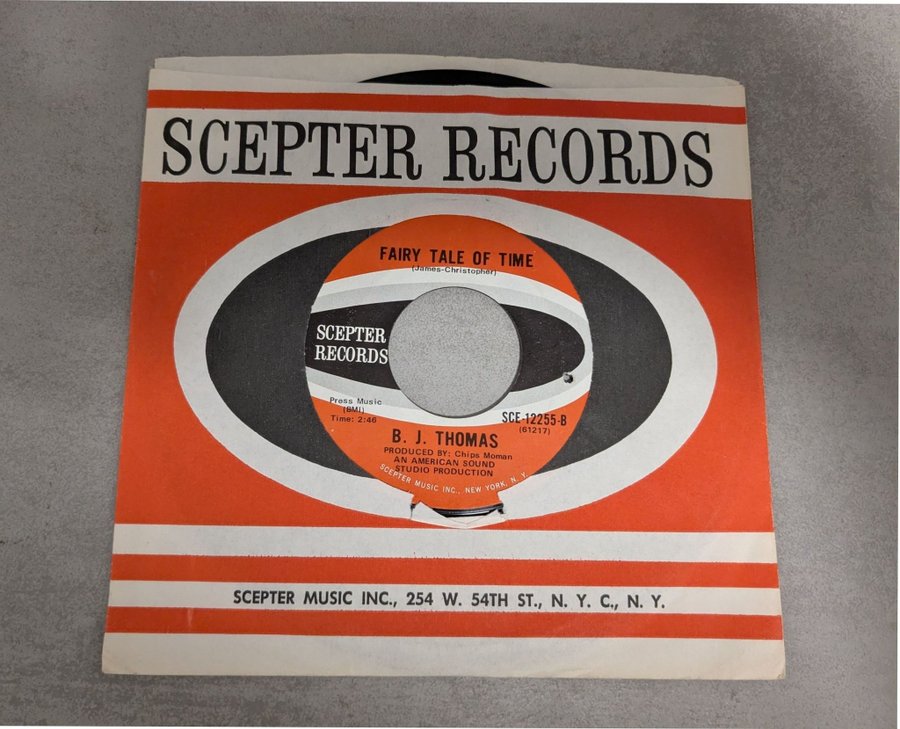 SCEPTER RECORDS
FAIRY TALE OF TIME
(James-Christopher)
SCEPTER
RECORDS
Press Music
(BMI)
Time: 2:46
SCE-12255-B
(61217)
B. J. THOMAS
PRODUCED BY: Chips Moman
AN AMERICAN SOUND
STUDIO PRODUCTION
SCEPTER MUSIC INC., NEW YORK, N. Y.
SCEPTER MUSIC INC., 254 W. 54TH ST., N. Y. C., N. Y.